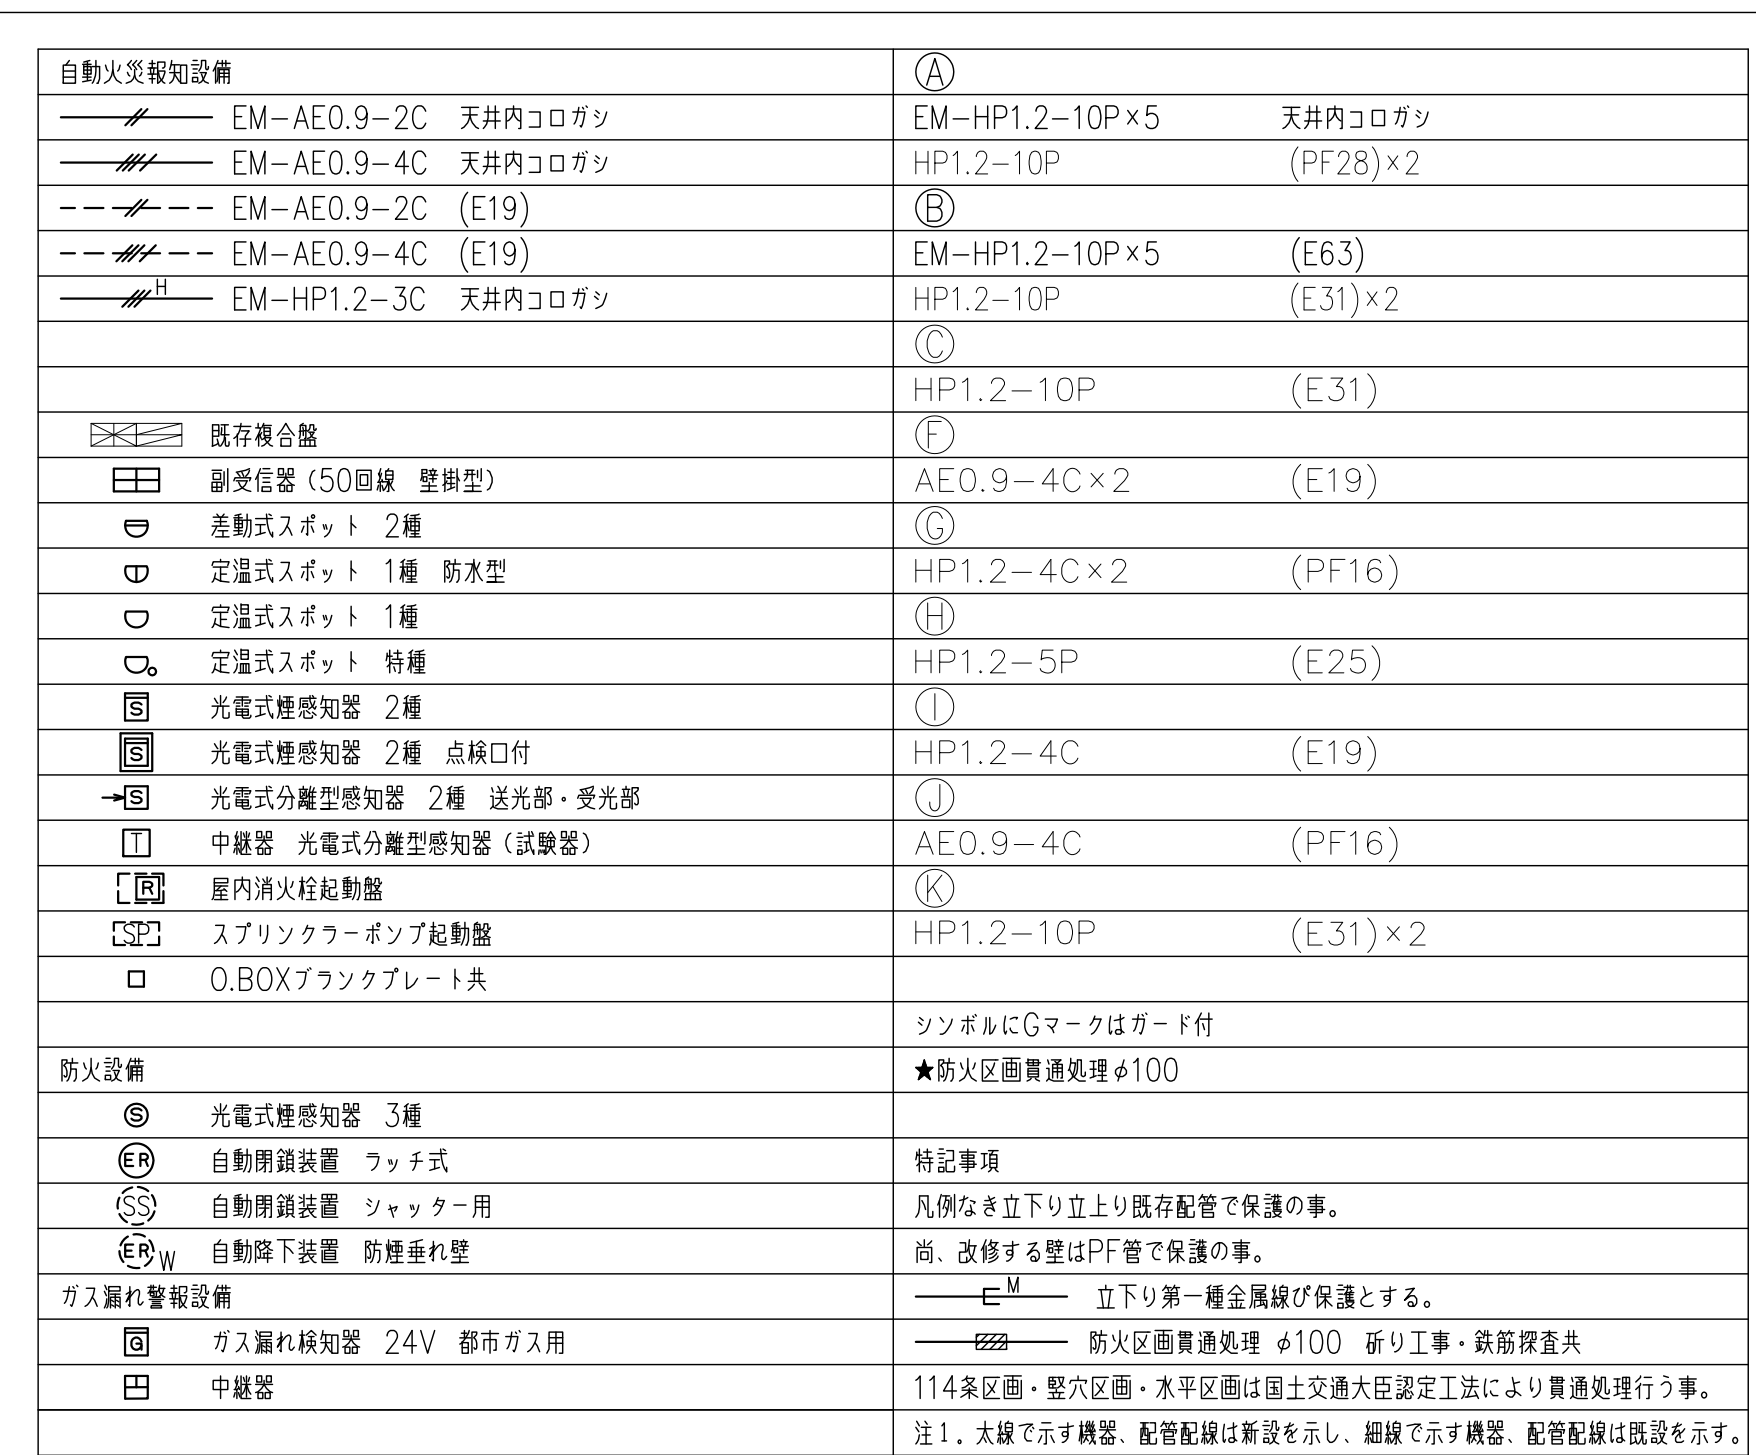 自動火災報知設備 Ⓐ
EM-AE0.9-2C 天井内コロガシ EM-HP1.2-10P×5 天井内コロガシ
EM-AE0.9-4C 天井内コロガシ HP1.2-10P (PF28)×2
EM-AE0.9-2C (E19) Ⓑ
EM-AE0.9-4C (E19) EM-HP1.2-10P×5 (E63)
H EM-HP1.2-3C 天井内コロガシ HP1.2-10P (E31)×2
Ⓒ
HP1.2-10P (E31)
既存複合盤 Ⓕ
副受信器(50回線 壁掛型) AE0.9-4C×2 (E19)
差動式スポット 2種 Ⓖ
定温式スポット 1種 防水型 HP1.2-4C×2 (PF16)
定温式スポット 1種 Ⓗ
定温式スポット 特種 HP1.2-5P (E25)
S 光電式煙感知器 2種 Ⓘ
S 光電式煙感知器 2種 点検口付 HP1.2-4C (E19)
S 光電式分離型感知器 2種 送光部・受光部 Ⓙ
T 中継器 光電式分離型感知器(試験器) AE0.9-4C (PF16)
R 屋内消火栓起動盤 Ⓚ
SP スプリンクラーポンプ起動盤 HP1.2-10P (E31)×2
O.BOXブランクプレート共
シンボルにGマークはガード付
防火設備 ★防火区画貫通処理φ100
S 光電式煙感知器 3種
ER 自動閉鎖装置 ラッチ式 特記事項
SS 自動閉鎖装置 シャッター用 凡例なき立下り立上り既存配管で保護の事。
ER W 自動降下装置 防煙垂れ壁 尚、改修する壁はPF管で保護の事。
ガス漏れ警報設備 M 立下り第一種金属線ぴ保護とする。
G ガス漏れ検知器 24V 都市ガス用 防火区画貫通処理 φ100 斫り工事・鉄筋探査共
中継器 114条区画・竪穴区画・水平区画は国土交通大臣認定工法により貫通処理行う事。
注1。太線で示す機器、配管配線は新設を示し、細線で示す機器、配管配線は既設を示す。